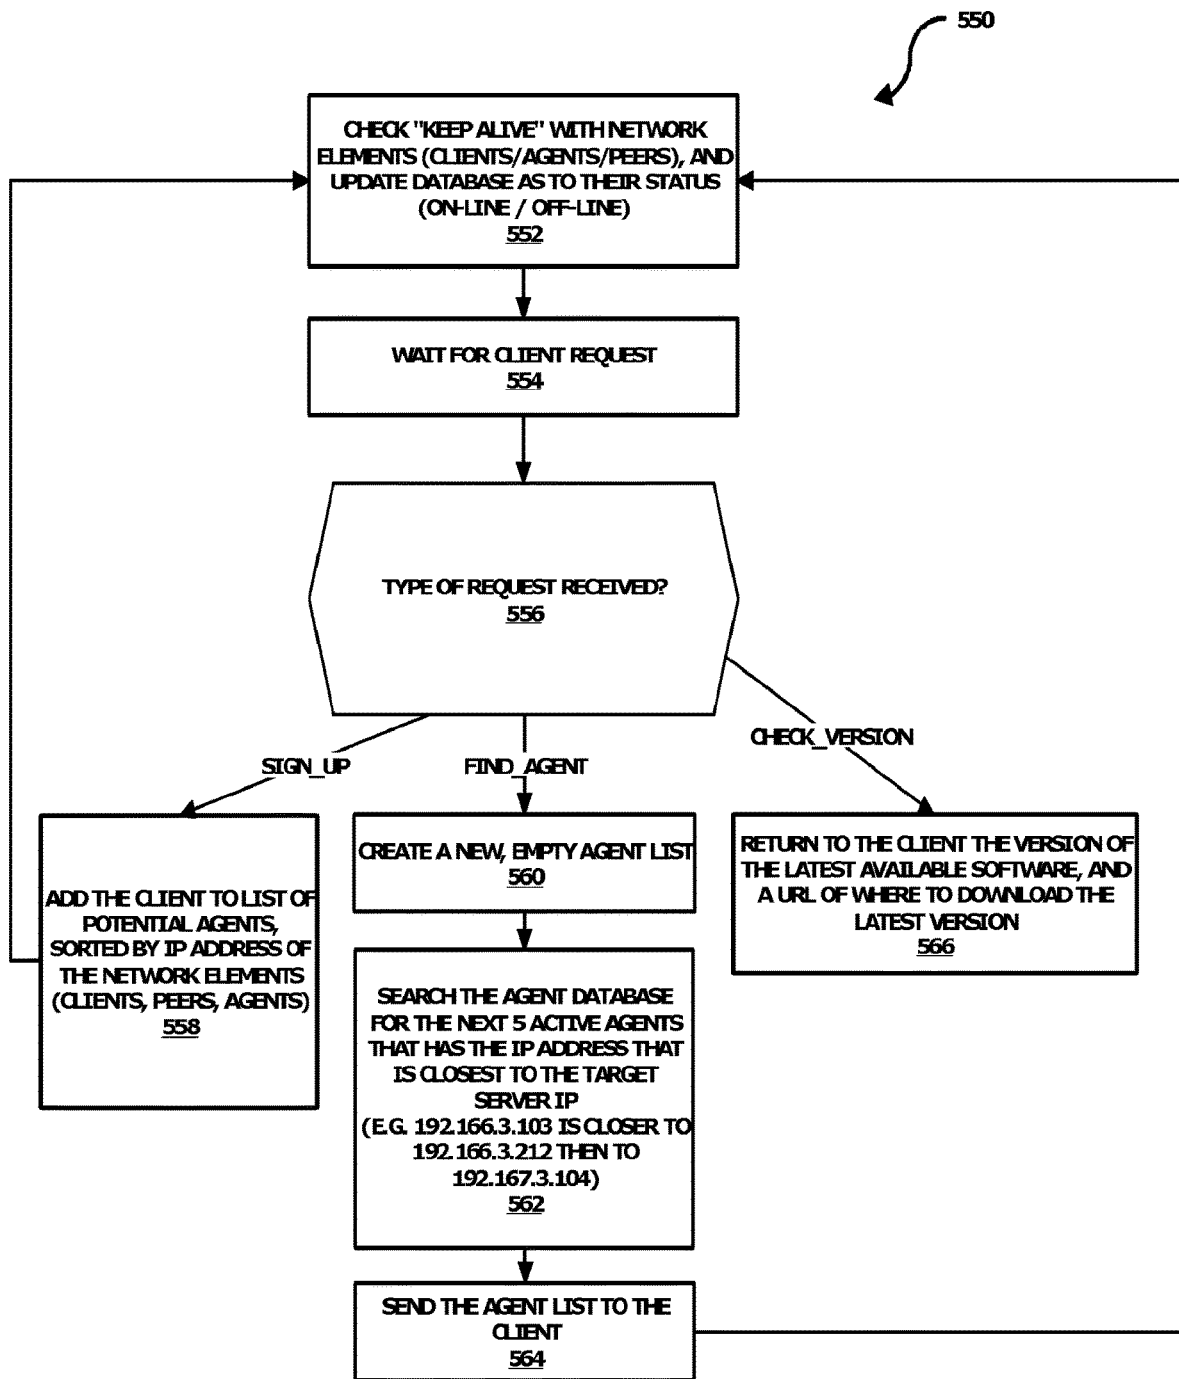 550
CHECK "KEEP ALIVE" WITH NETWORK
ELEMENTS (CLIENTS/AGENTS/PEERS), AND
UPDATE DATABASE AS TO THEIR STATUS
(ON-LINE / OFF-LINE)
552
WAIT FOR CLIENT REQUEST
554
TYPE OF REQUEST RECEIVED?
556
SIGN_UP
FIND_AGENT
CHECK_VERSION
ADD THE CLIENT TO LIST OF
POTENTIAL AGENTS,
SORTED BY IP ADDRESS OF
THE NETWORK ELEMENTS
(CLIENTS, PEERS, AGENTS)
558
CREATE A NEW, EMPTY AGENT LIST
560
SEARCH THE AGENT DATABASE
FOR THE NEXT 5 ACTIVE AGENTS
THAT HAS THE IP ADDRESS THAT
IS CLOSEST TO THE TARGET
SERVER IP
(E.G. 192.166.3.103 IS CLOSER TO
192.166.3.212 THEN TO
192.167.3.104)
562
SEND THE AGENT LIST TO THE
CLIENT
564
RETURN TO THE CLIENT THE VERSION OF
THE LATEST AVAILABLE SOFTWARE, AND
A URL OF WHERE TO DOWNLOAD THE
LATEST VERSION
566